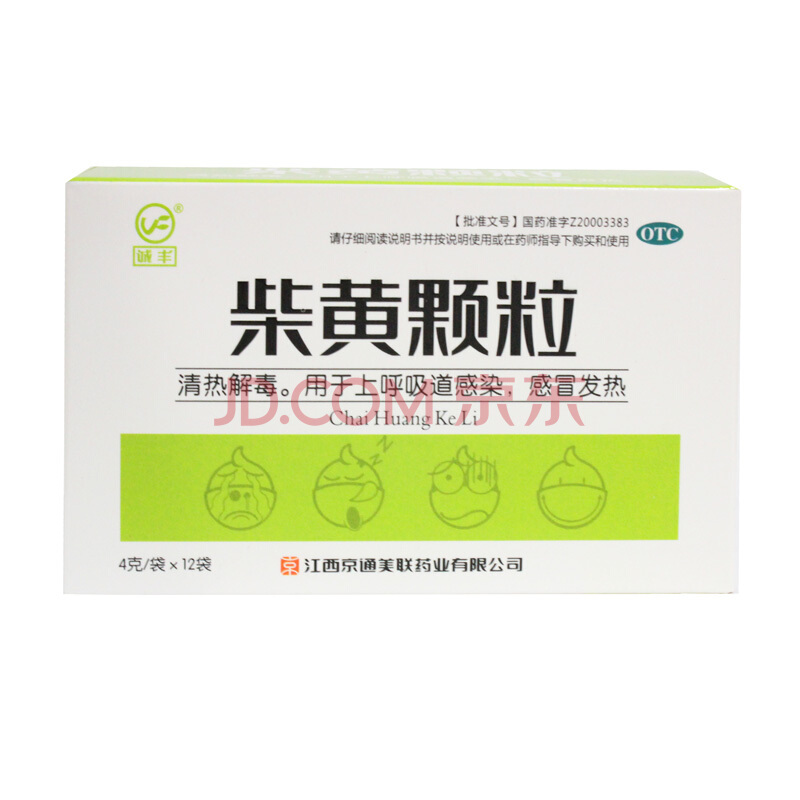 诚丰
®
【批准文号】国药准字Z20003383
请仔细阅读说明书并按说明使用或在药师指导下购买和使用
OTC
柴黄颗粒
清热解毒。用于上呼吸道感染，感冒发热
JD.COM 京东
Chai Huang Ke Li
zzz
4克/袋 x 12袋
京 江西京通美联药业有限公司